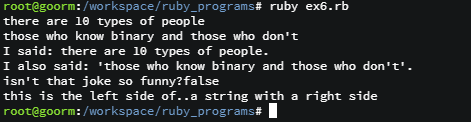 root@goorm:/workspace/ruby_programs# ruby ex6.rb
there are 10 types of people
those who know binary and those who don't
I said: there are 10 types of people.
I also said: 'those who know binary and those who don't'.
isn't that joke so funny?false
this is the left side of..a string with a right side
root@goorm:/workspace/ruby_programs#